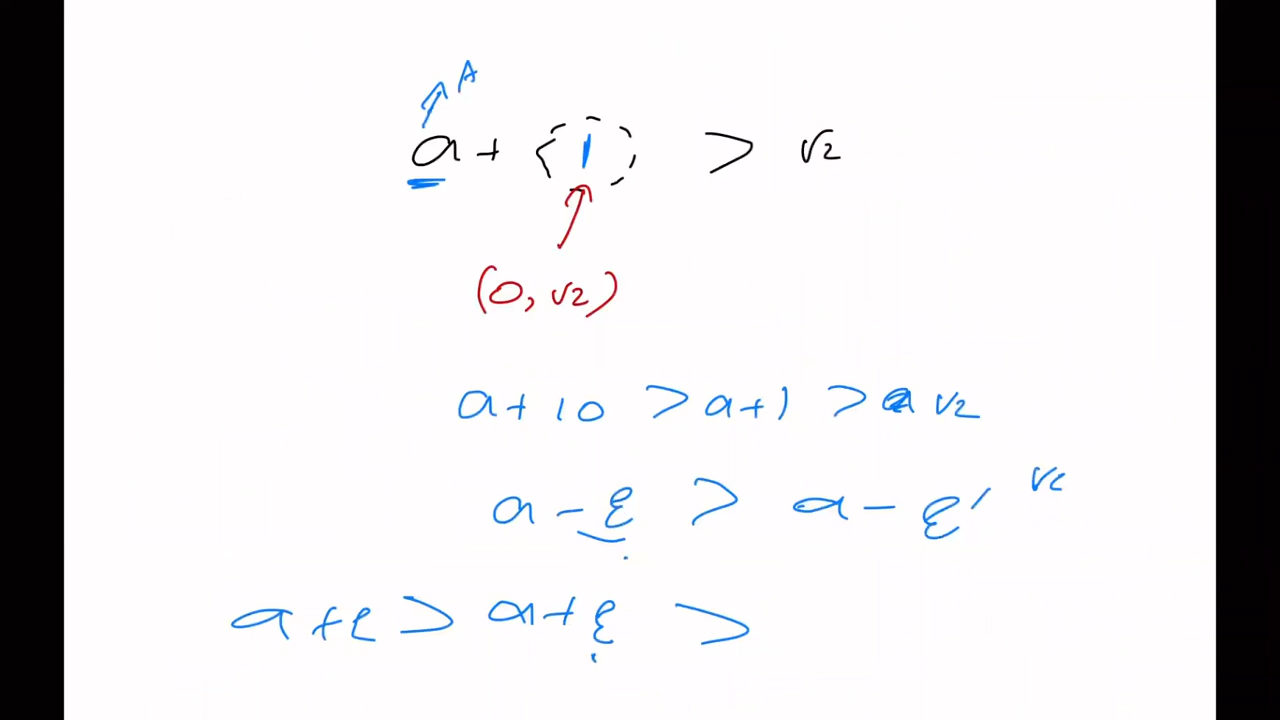 A
a + ( 1 ) > √2
(0, √2)
a + 10 > a + 1 > √2
a - ε > a - ε' √2
a + ε > a + ε >